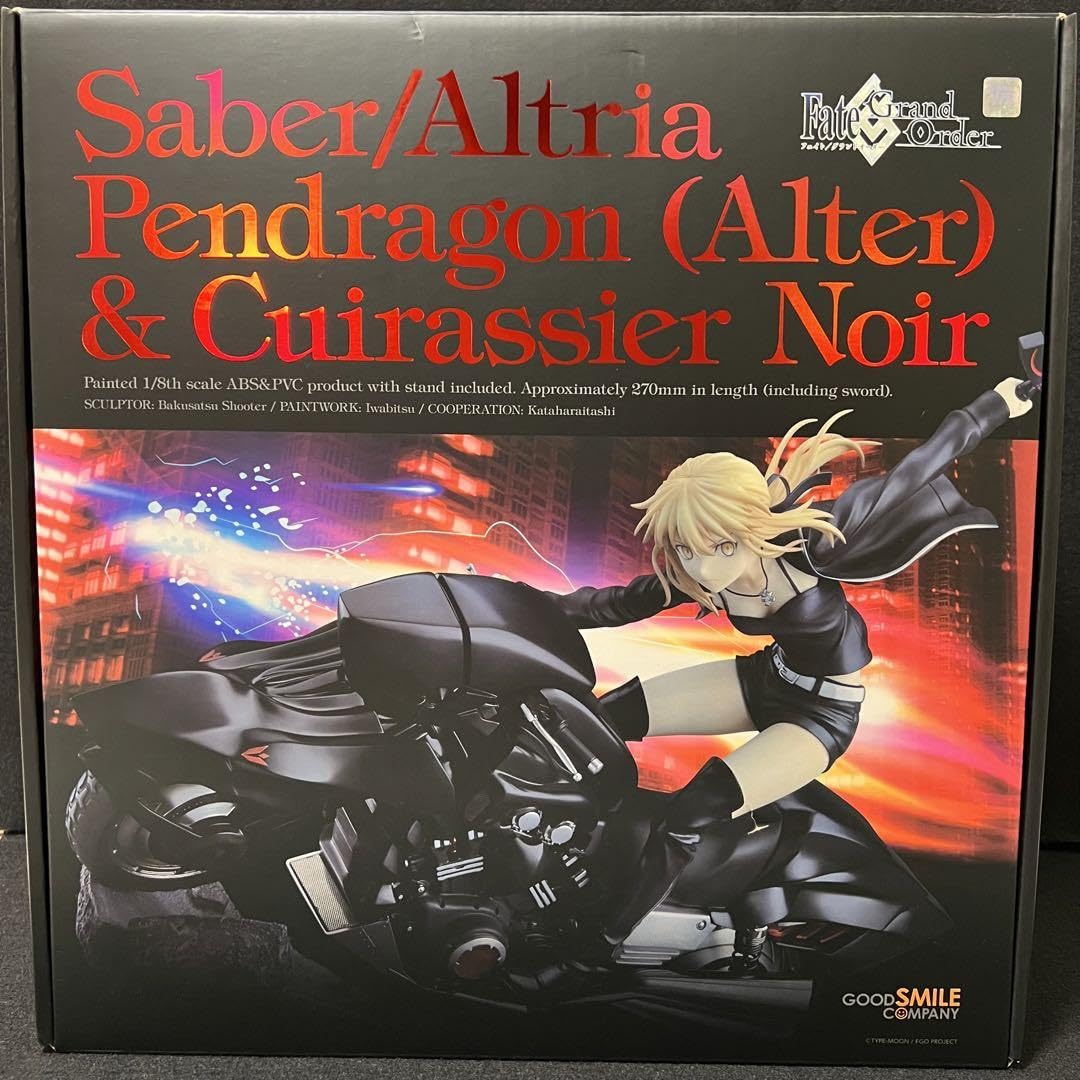 Saber/Altria
Pendragon (Alter)
& Cuirassier Noir
Fate Grand Order
Painted 1/8th scale ABS&PVC product with stand included. Approximately 270mm in length (including sword).
SCULPTOR: Bakusatsu Shooter / PAINTWORK: Iwabitsu / COOPERATION: Kataharaitashi
GOOD SMILE
COMPANY
©TYPE-MOON / FGO PROJECT